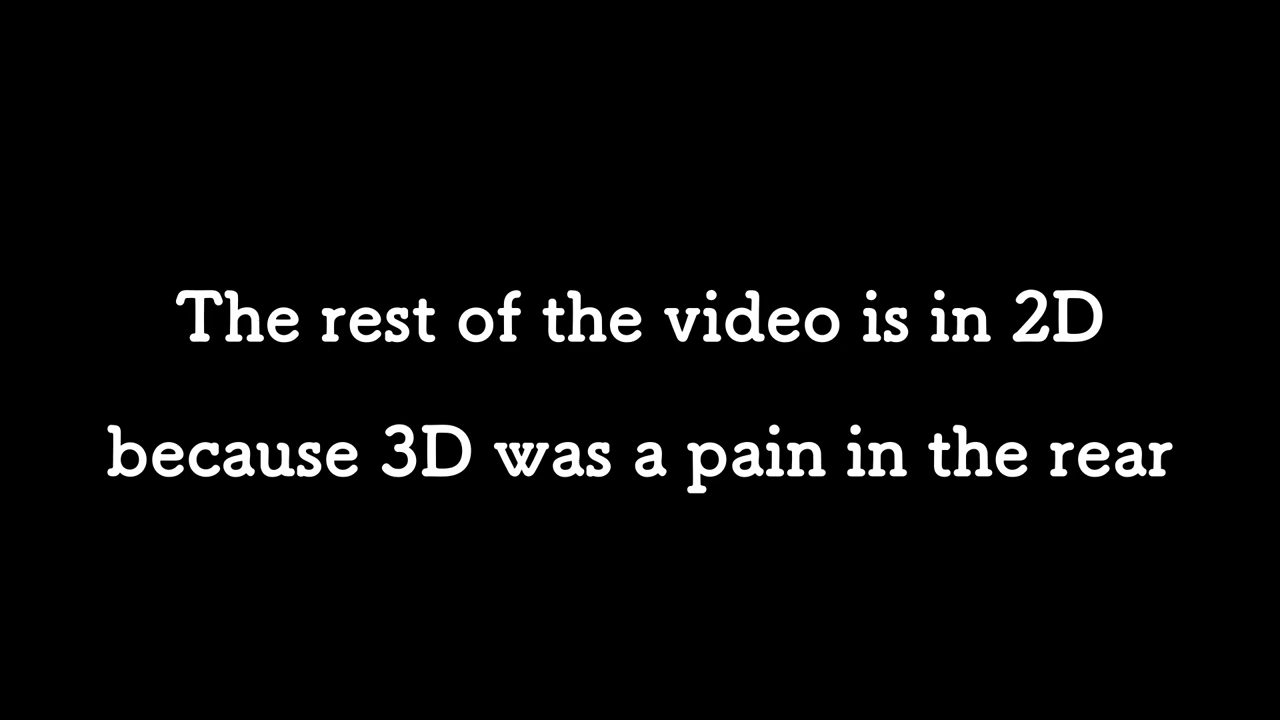 The rest of the video is in 2D
because 3D was a pain in the rear